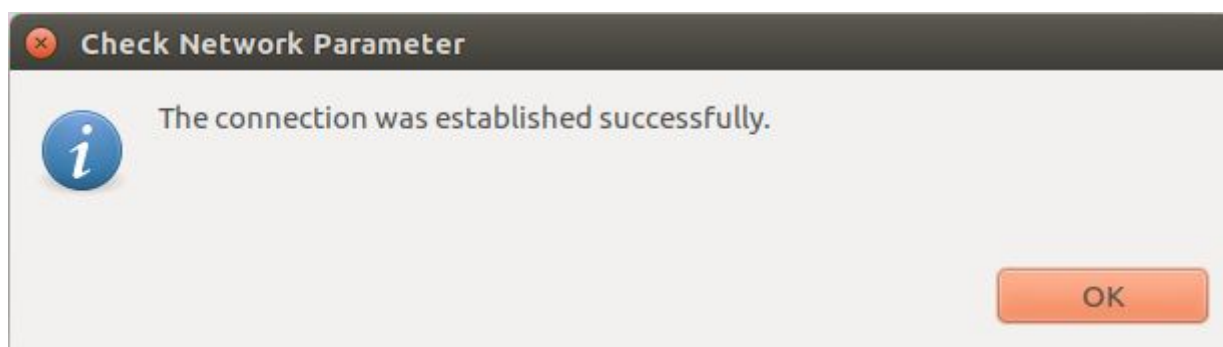 Check Network Parameter
The connection was established successfully.
OK